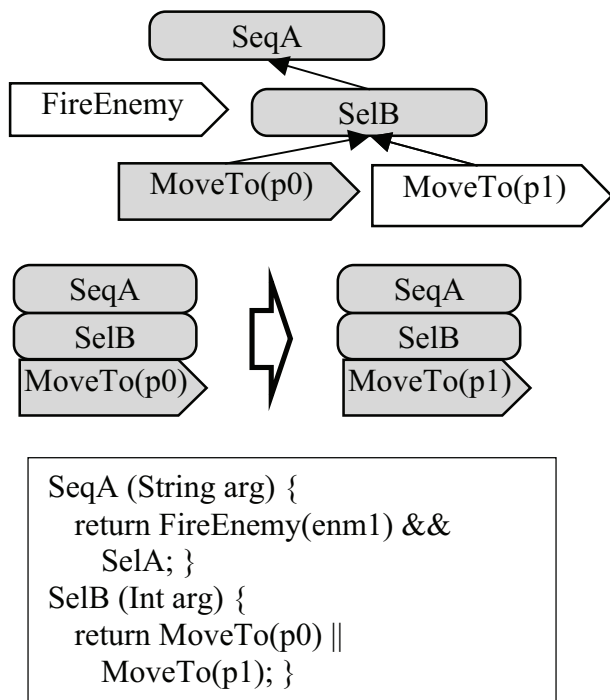 SeqA
FireEnemy
SelB
MoveTo(p0)
MoveTo(p1)
SeqA
SelB
MoveTo(p0)
SeqA
SelB
MoveTo(p1)
SeqA (String arg) {
return FireEnemy(enm1) &&
SelA; }
SelB (Int arg) {
return MoveTo(p0) ||
MoveTo(p1); }